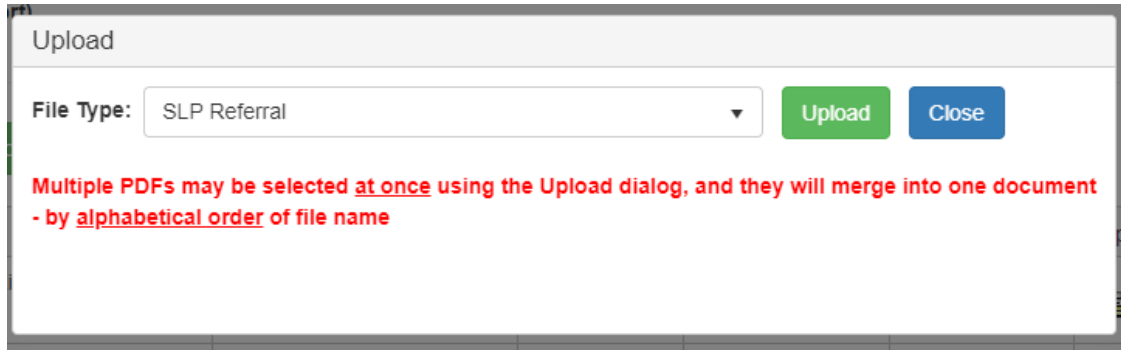 Upload
File Type: SLP Referral Upload Close
Multiple PDFs may be selected at once using the Upload dialog, and they will merge into one document
- by alphabetical order of file name